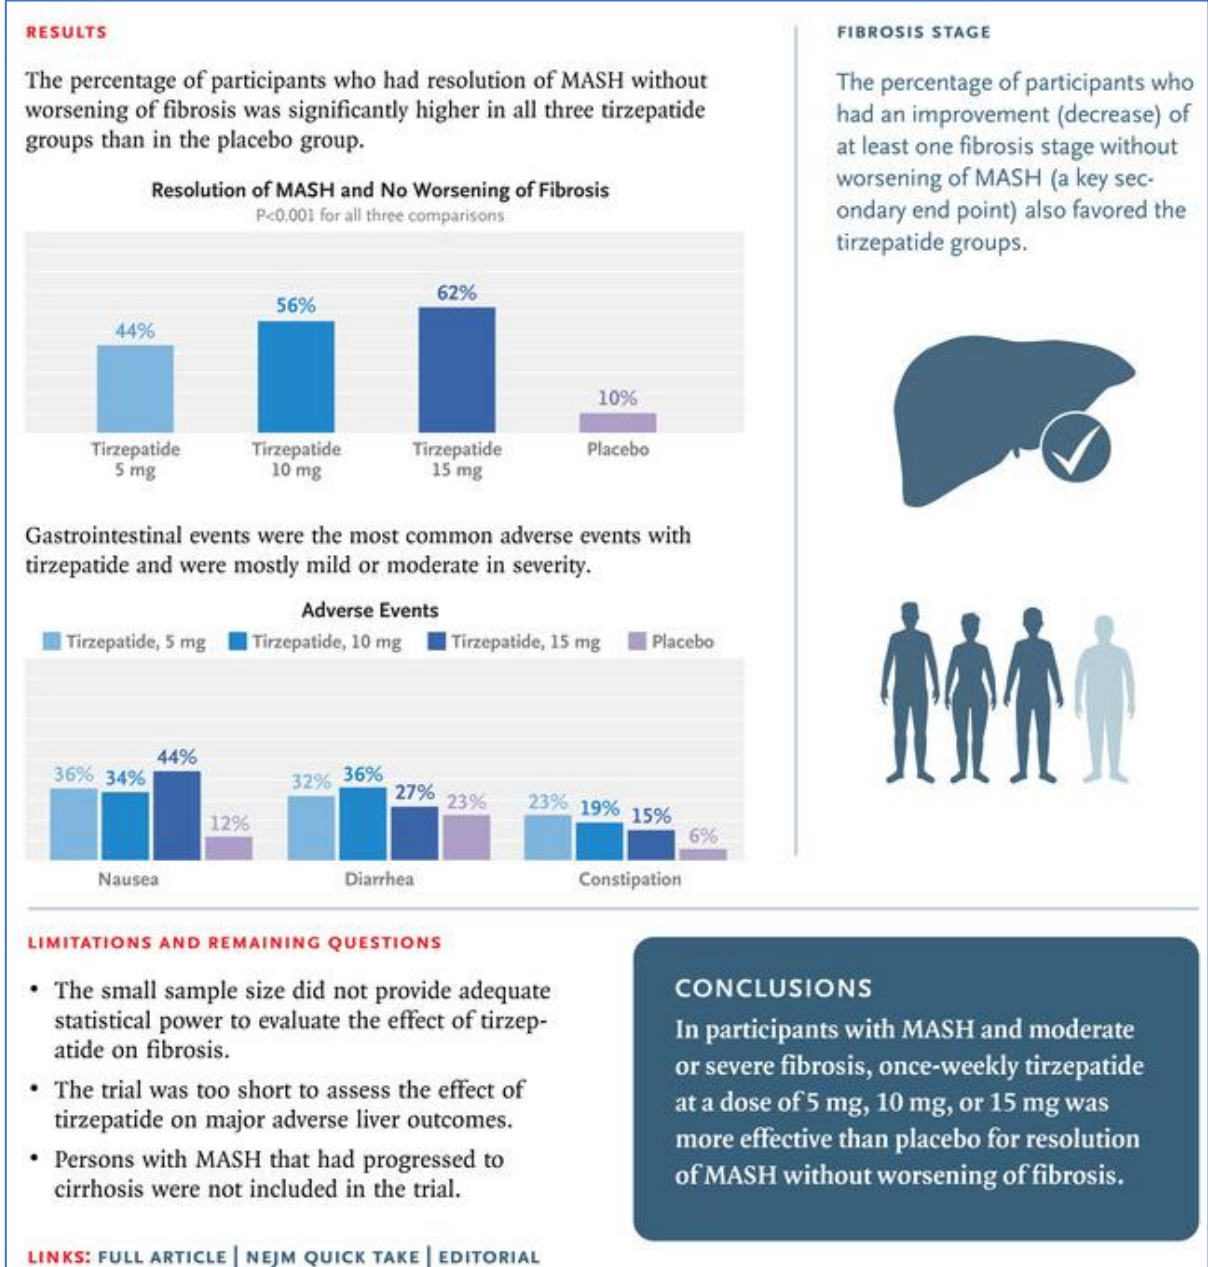 RESULTS
The percentage of participants who had resolution of MASH without
worsening of fibrosis was significantly higher in all three tirzepatide
groups than in the placebo group.
Resolution of MASH and No Worsening of Fibrosis
P<0.001 for all three comparisons
44%
56%
62%
10%
Tirzepatide
5 mg
Tirzepatide
10 mg
Tirzepatide
15 mg
Placebo
Gastrointestinal events were the most common adverse events with
tirzepatide and were mostly mild or moderate in severity.
Adverse Events
Tirzepatide, 5 mg
Tirzepatide, 10 mg
Tirzepatide, 15 mg
Placebo
36%
34%
44%
12%
32%
36%
27%
23%
23%
19%
15%
6%
Nausea
Diarrhea
Constipation
FIBROSIS STAGE
The percentage of participants who
had an improvement (decrease) of
at least one fibrosis stage without
worsening of MASH (a key sec-
ondary end point) also favored the
tirzepatide groups.
LIMITATIONS AND REMAINING QUESTIONS
• The small sample size did not provide adequate
statistical power to evaluate the effect of tirzep-
atide on fibrosis.
• The trial was too short to assess the effect of
tirzepatide on major adverse liver outcomes.
• Persons with MASH that had progressed to
cirrhosis were not included in the trial.
CONCLUSIONS
In participants with MASH and moderate
or severe fibrosis, once-weekly tirzepatide
at a dose of 5 mg, 10 mg, or 15 mg was
more effective than placebo for resolution
of MASH without worsening of fibrosis.
LINKS: FULL ARTICLE | NEJM QUICK TAKE | EDITORIAL